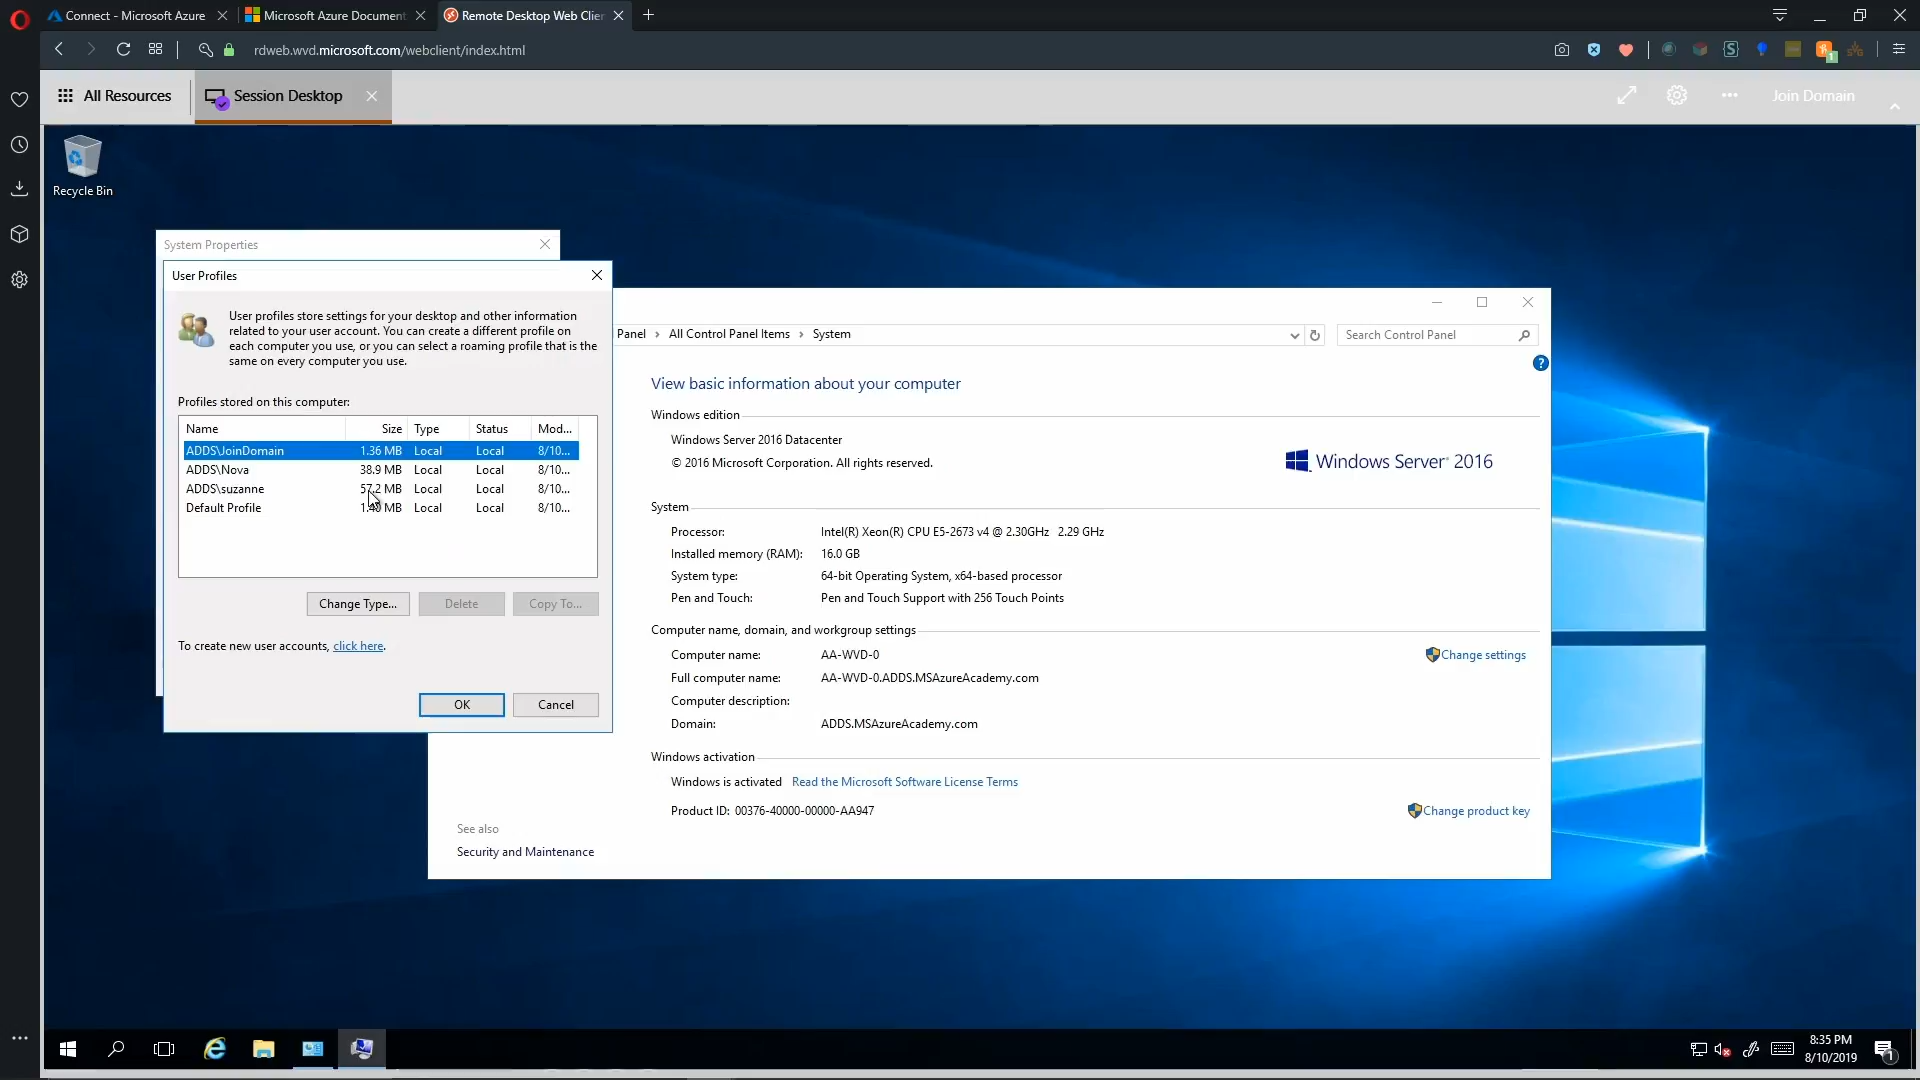 Connect - Microsoft Azure
Microsoft Azure Document
Remote Desktop Web Clie
rdweb.wvd.microsoft.com/webclient/index.html
All Resources
Session Desktop
Join Domain
Recycle Bin
System Properties
User Profiles
User profiles store settings for your desktop and other information
related to your user account. You can create a different profile on
each computer you use, or you can select a roaming profile that is the
same on every computer you use.
Profiles stored on this computer:
Name Size Type Status Mod...
ADDS\JoinDomain 1.36 MB Local Local 8/10...
ADDS\Nova 38.9 MB Local Local 8/10...
ADDS\suzanne 57.2 MB Local Local 8/10...
Default Profile MB Local Local 8/10...
Change Type... Delete Copy To...
To create new user accounts, click here.
OK Cancel
Panel > All Control Panel Items > System
Search Control Panel
?
View basic information about your computer
Windows edition
Windows Server 2016 Datacenter
© 2016 Microsoft Corporation. All rights reserved.
Windows Server® 2016
System
Processor: Intel(R) Xeon(R) CPU E5-2673 v4 @ 2.30GHz 2.29 GHz
Installed memory (RAM): 16.0 GB
System type: 64-bit Operating System, x64-based processor
Pen and Touch: Pen and Touch Support with 256 Touch Points
Computer name, domain, and workgroup settings
Computer name: AA-WVD-0
Change settings
Full computer name: AA-WVD-0.ADDS.MSAzureAcademy.com
Computer description:
Domain: ADDS.MSAzureAcademy.com
Windows activation
Windows is activated Read the Microsoft Software License Terms
Product ID: 00376-40000-00000-AA947
Change product key
See also
Security and Maintenance
8:35 PM
8/10/2019
1